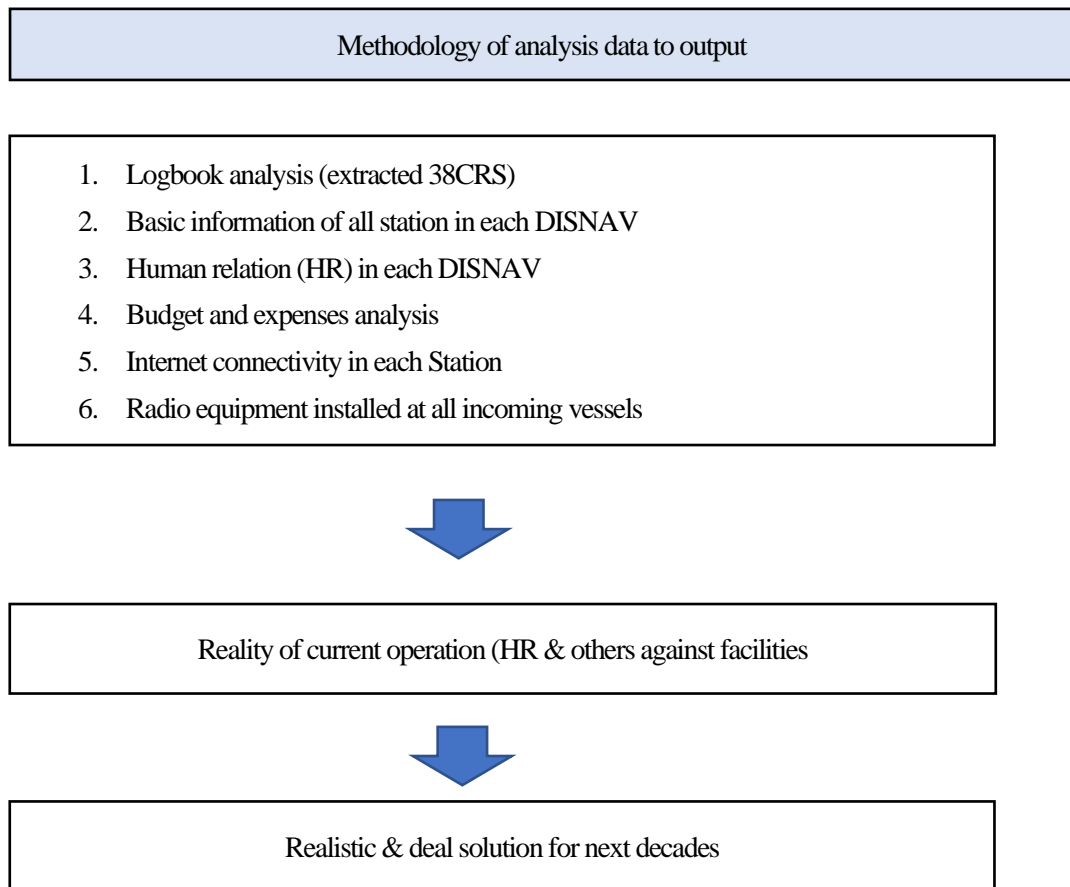 Methodology of analysis data to output
1. Logbook analysis (extracted 38CRS)
2. Basic information of all station in each DISNAV
3. Human relation (HR) in each DISNAV
4. Budget and expenses analysis
5. Internet connectivity in each Station
6. Radio equipment installed at all incoming vessels
Reality of current operation (HR & others against facilities
Realistic & deal solution for next decades